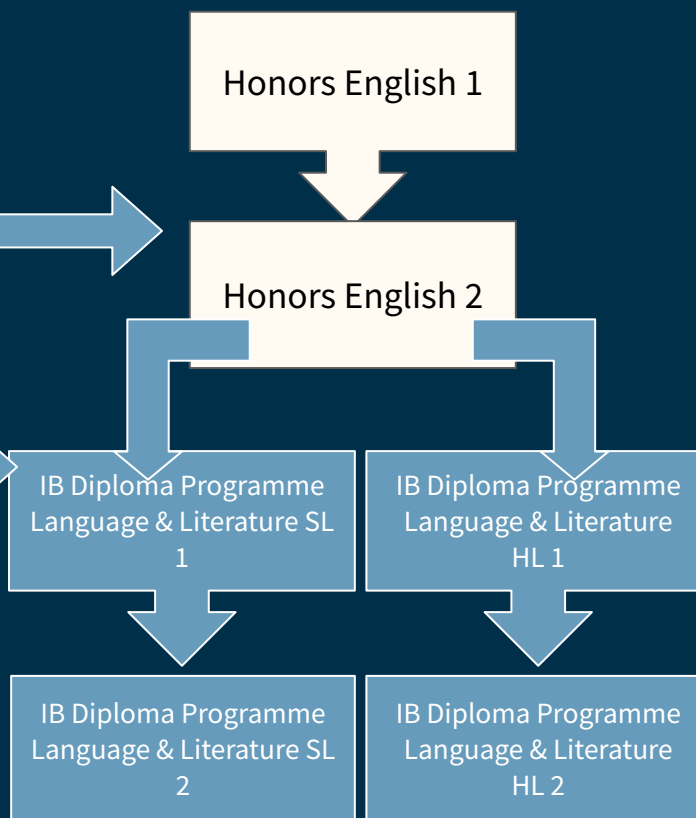 Honors English 1
Honors English 2
IB Diploma Programme
Language & Literature SL
1
IB Diploma Programme
Language & Literature
HL 1
IB Diploma Programme
Language & Literature SL
2
IB Diploma Programme
Language & Literature
HL 2